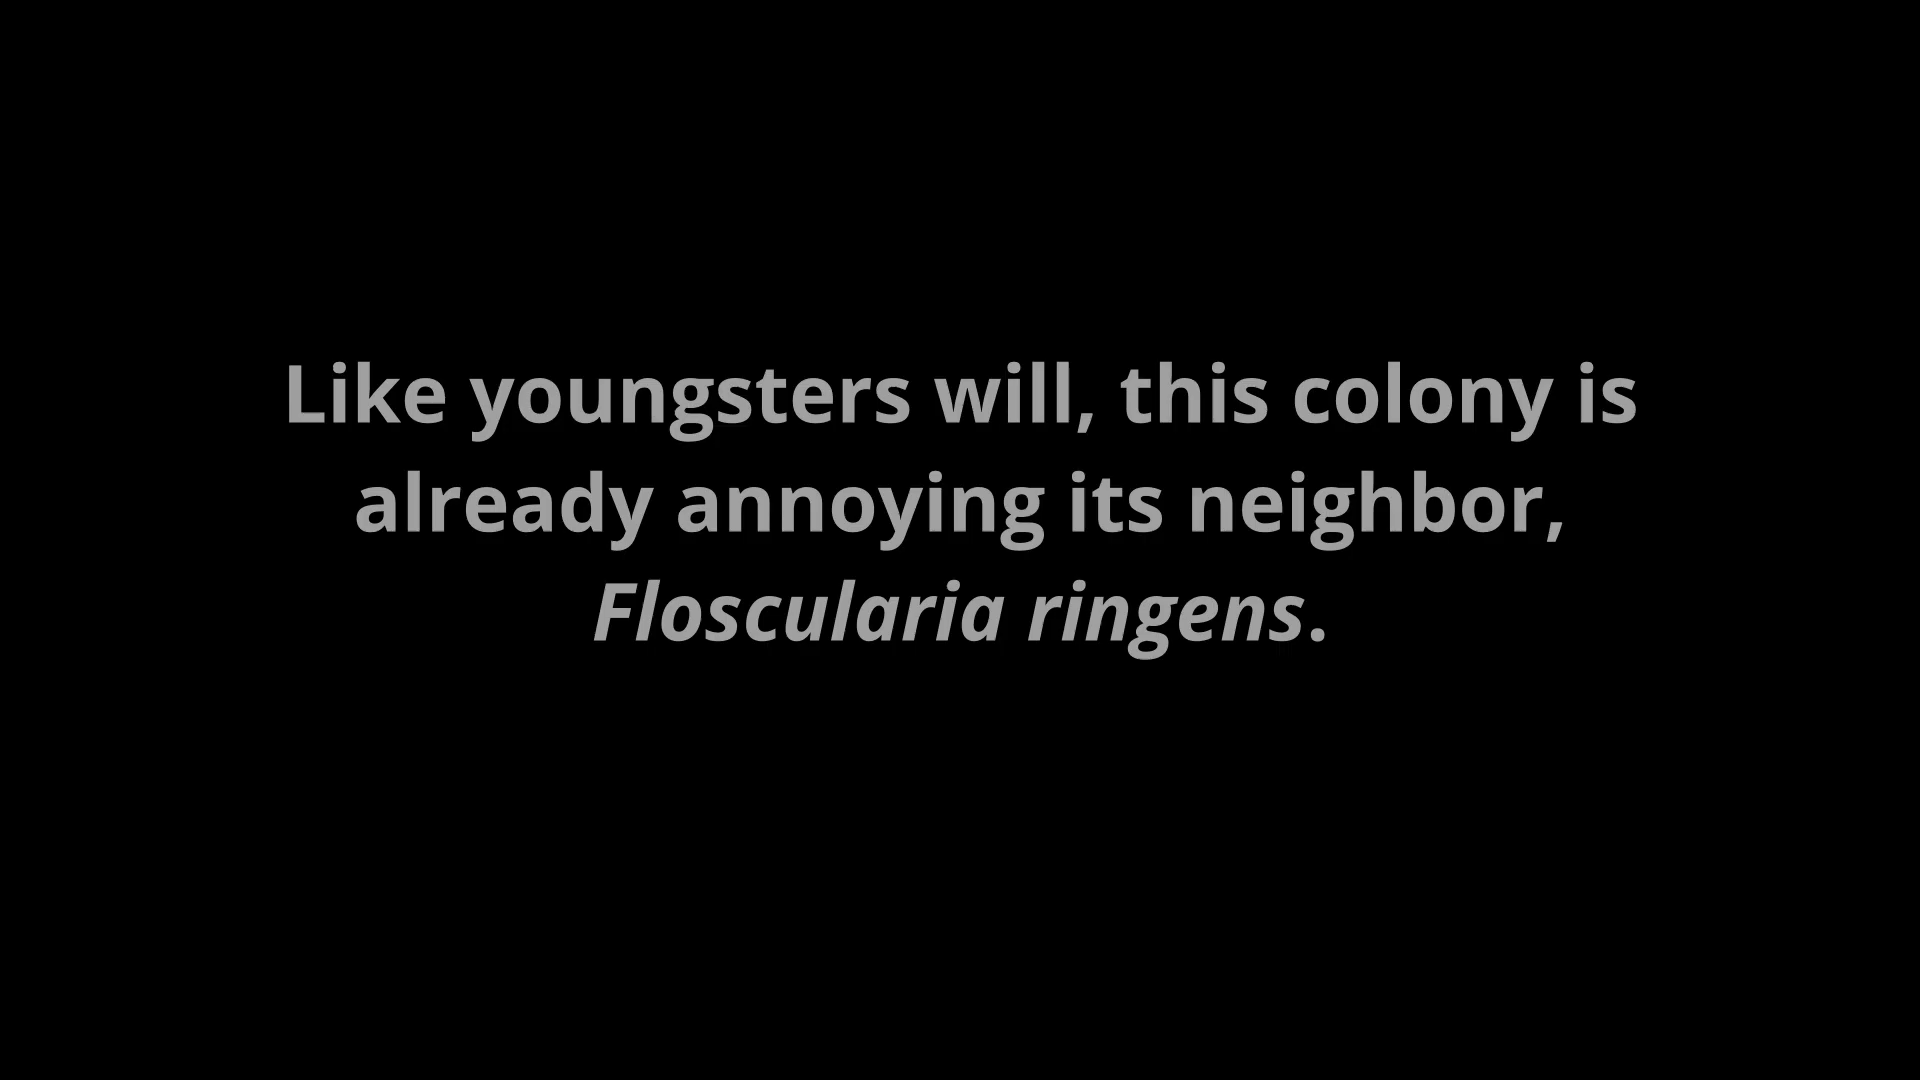 Like youngsters will, this colony is
already annoying its neighbor,
Floscularia ringens.